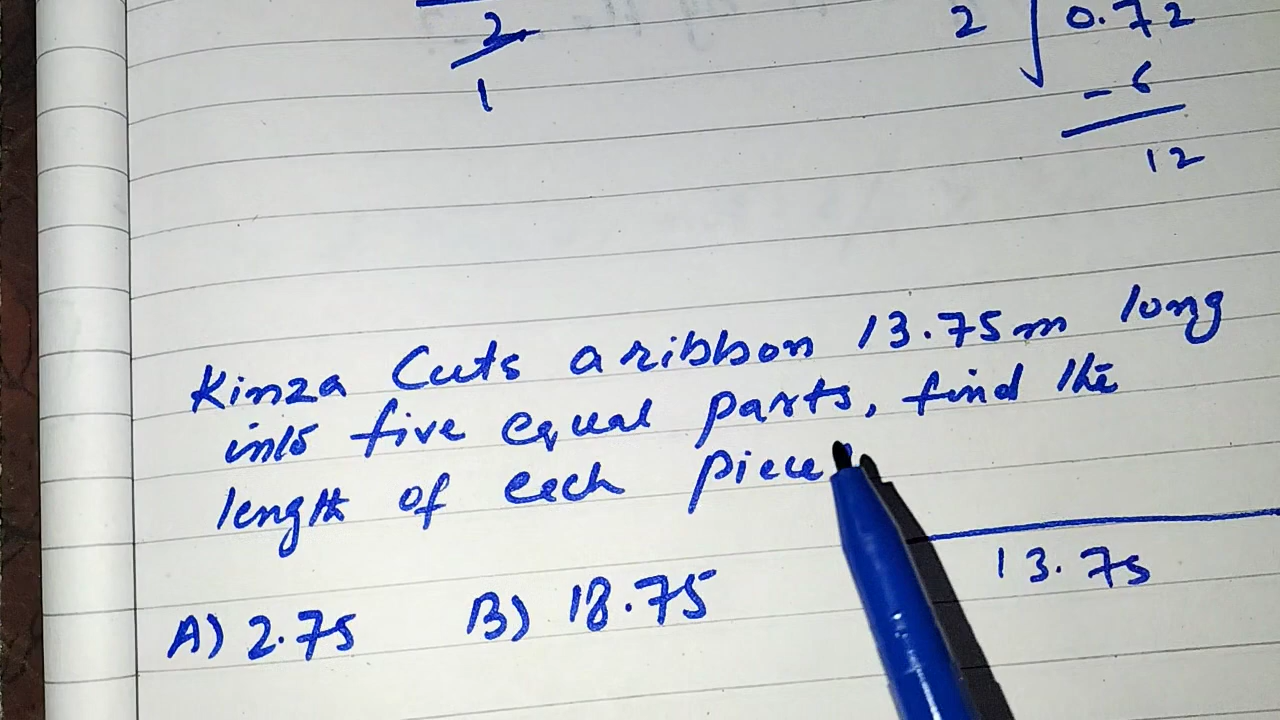 2
1
2 0.72
- 6
12
Kinza Cuts a ribbon 13.75m long
into five equal parts, find the
length of each piece
13.75
A) 2.75 B) 18.75